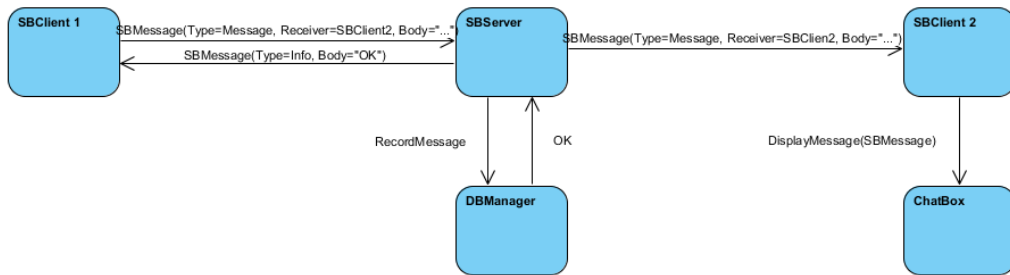 SBClient 1
SBServer
SBClient 2
SBMessage(Type=Message, Receiver=SBClient2, Body="...")
SBMessage(Type=Message, Receiver=SBClien2, Body="...")
SBMessage(Type=Info, Body="OK")
RecordMessage
OK
DisplayMessage(SBMessage)
DBManager
ChatBox